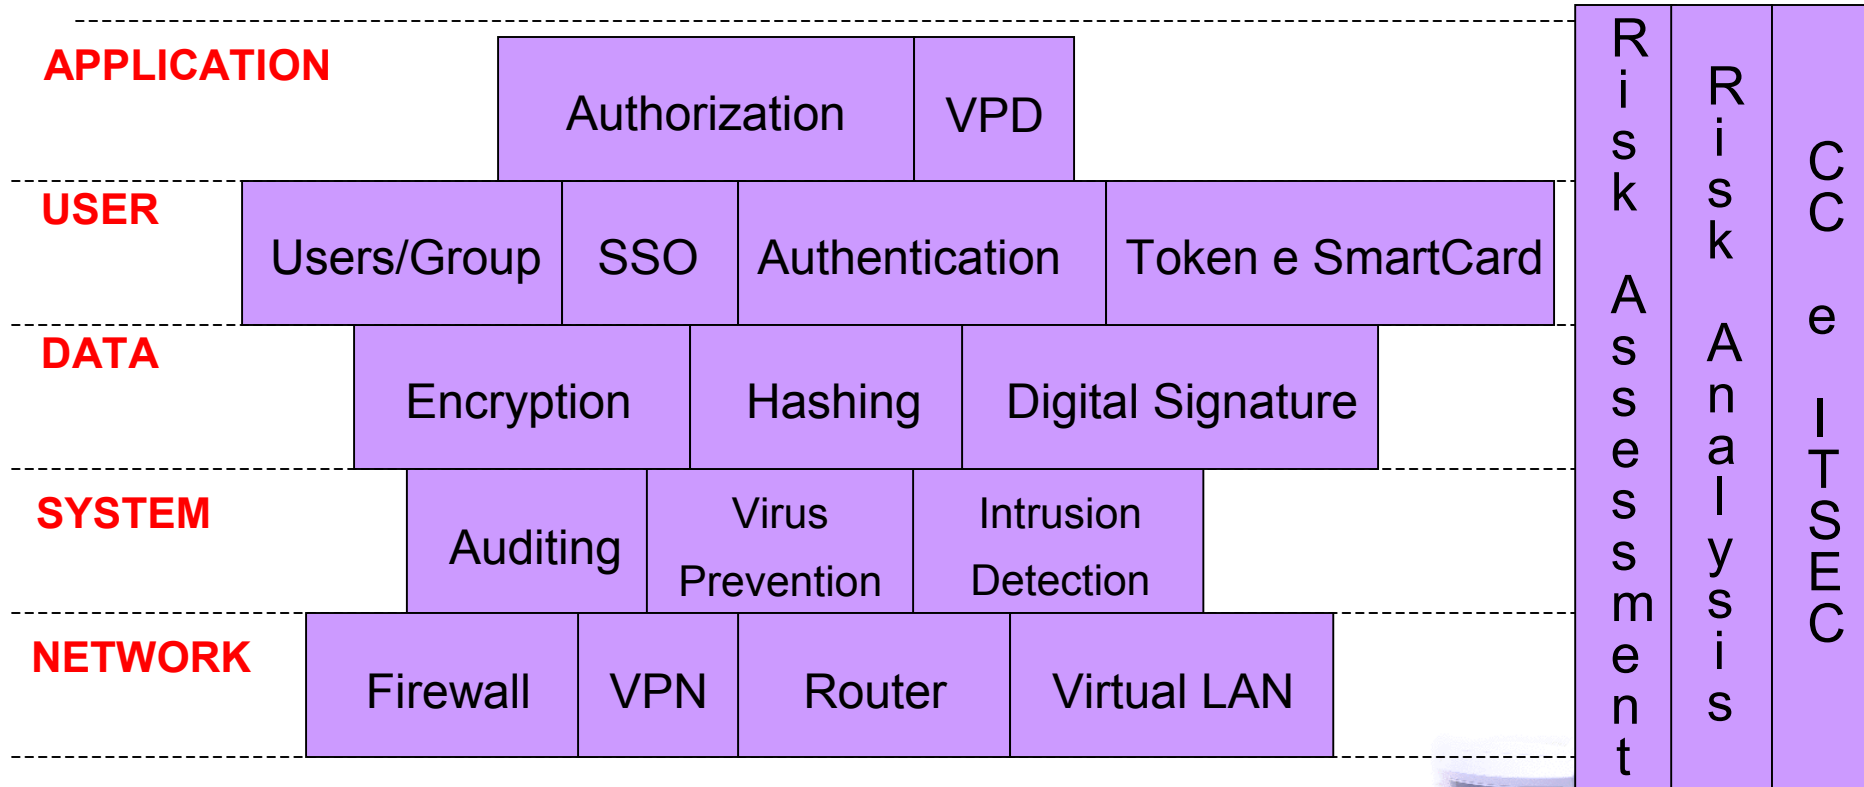 APPLICATION
Authorization
VPD
USER
Users/Group
SSO
Authentication
Token e SmartCard
DATA
Encryption
Hashing
Digital Signature
SYSTEM
Auditing
Virus
Prevention
Intrusion
Detection
NETWORK
Firewall
VPN
Router
Virtual LAN
Risk Assessment
Risk Analysis
CC e ITSEC